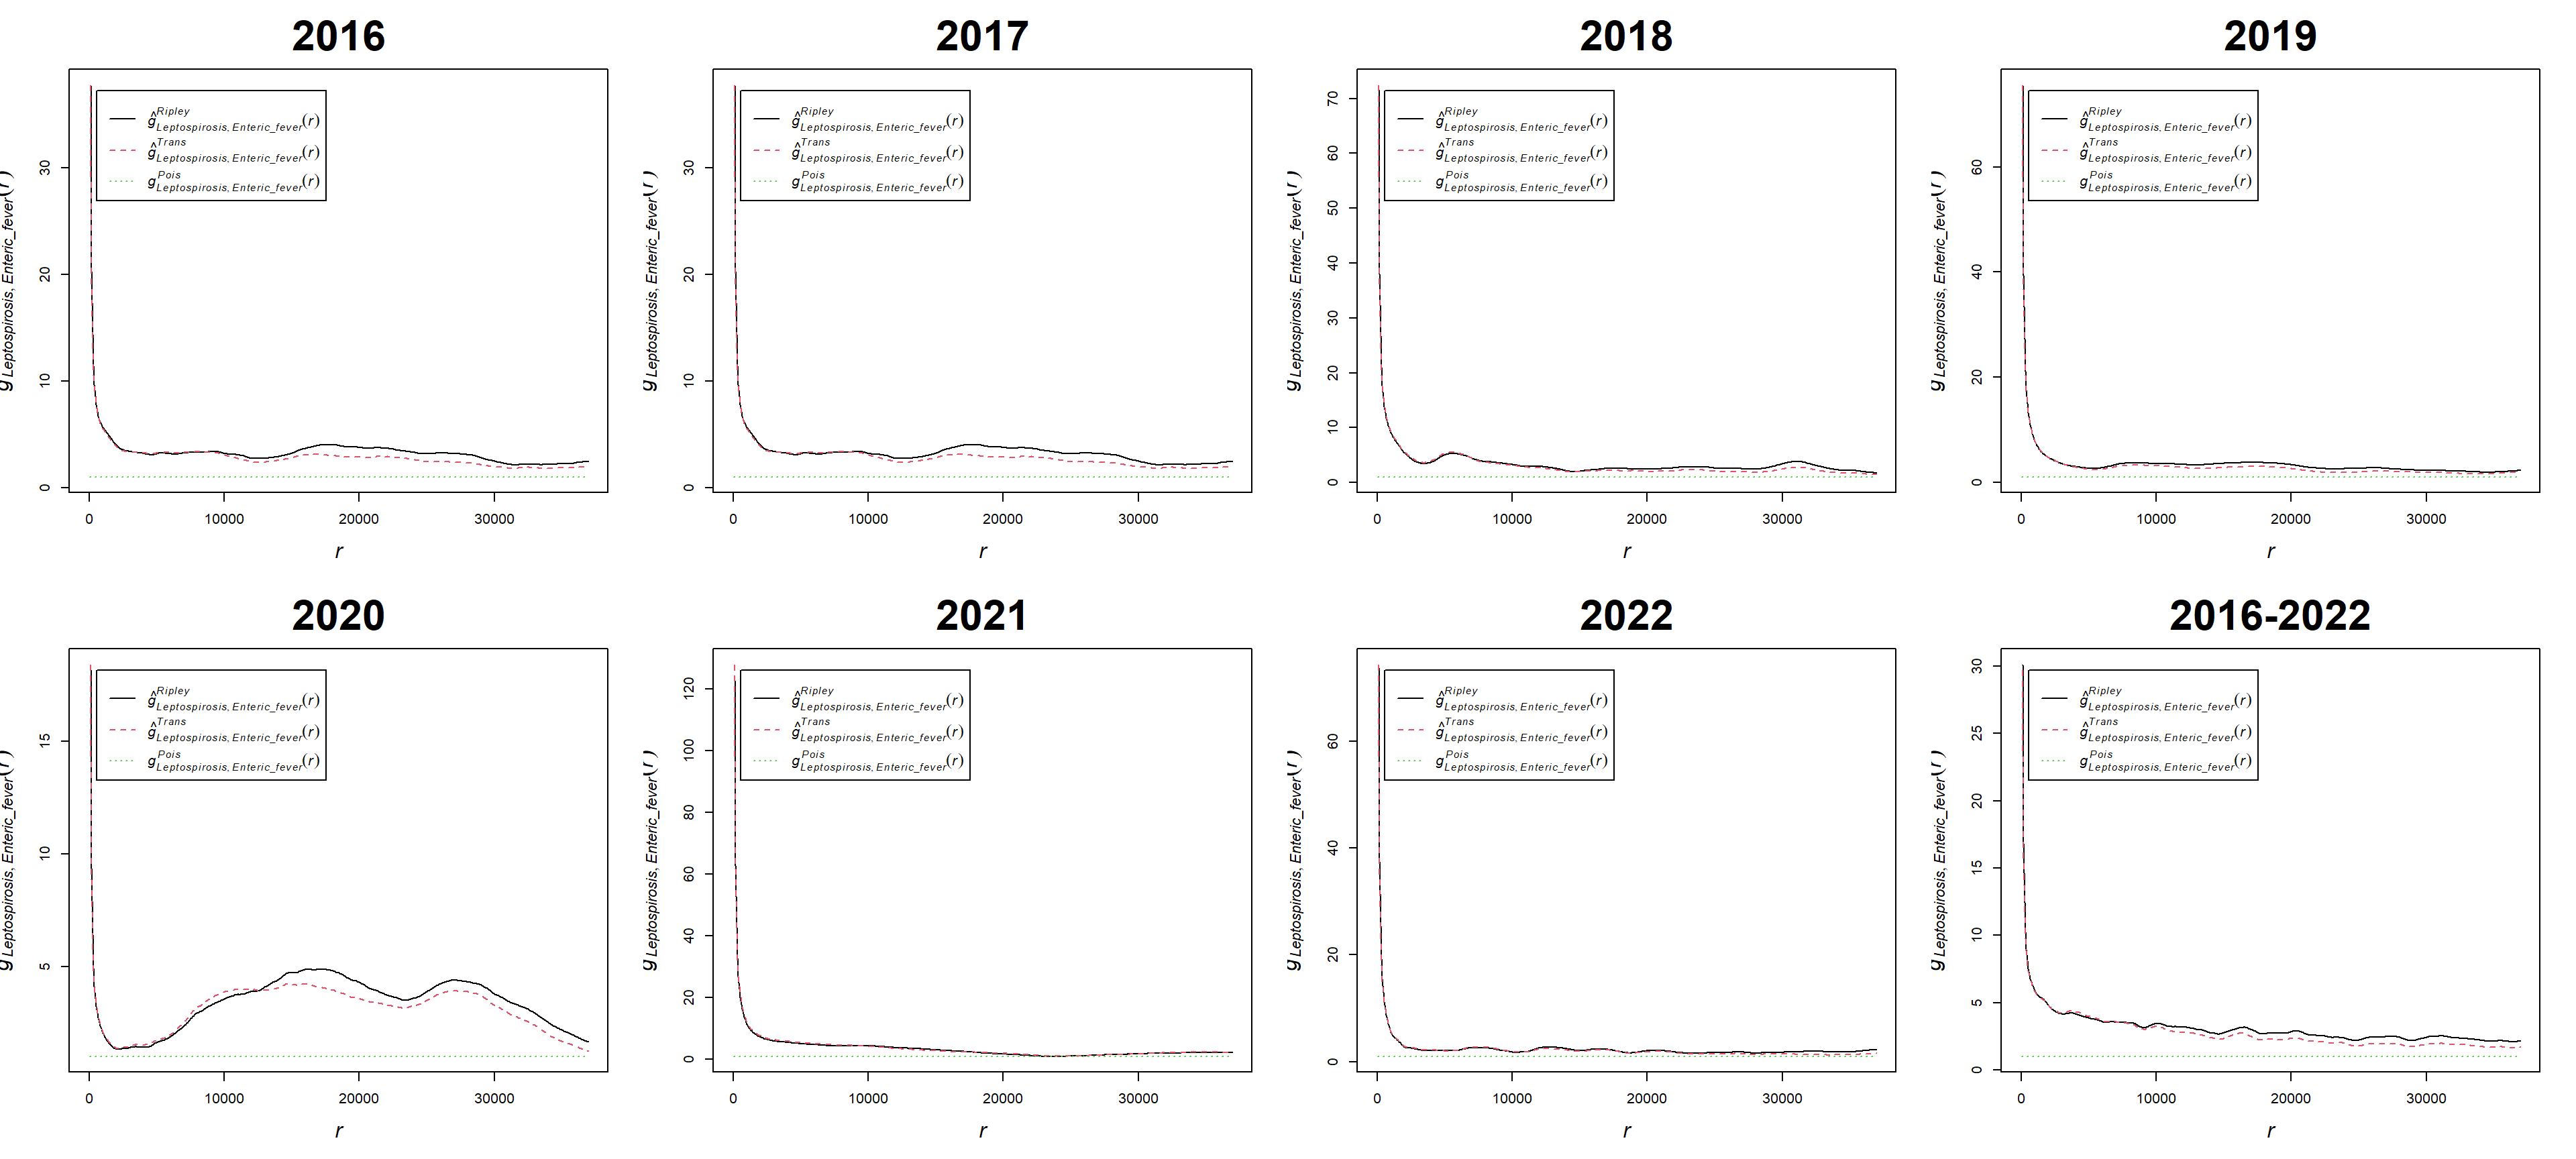 2016
ĝ Ripley Leptospirosis, Enteric_fever (r)
ĝ Trans Leptospirosis, Enteric_fever (r)
g Pois Leptospirosis, Enteric_fever (r)
g Leptospirosis, Enteric_fever (r)
30
20
10
0
0 10000 20000 30000
r
2017
ĝ Ripley Leptospirosis, Enteric_fever (r)
ĝ Trans Leptospirosis, Enteric_fever (r)
g Pois Leptospirosis, Enteric_fever (r)
g Leptospirosis, Enteric_fever (r)
30
20
10
0
0 10000 20000 30000
r
2018
ĝ Ripley Leptospirosis, Enteric_fever (r)
ĝ Trans Leptospirosis, Enteric_fever (r)
g Pois Leptospirosis, Enteric_fever (r)
g Leptospirosis, Enteric_fever (r)
70
60
50
40
30
20
10
0
0 10000 20000 30000
r
2019
ĝ Ripley Leptospirosis, Enteric_fever (r)
ĝ Trans Leptospirosis, Enteric_fever (r)
g Pois Leptospirosis, Enteric_fever (r)
g Leptospirosis, Enteric_fever (r)
60
40
20
0
0 10000 20000 30000
r
2020
ĝ Ripley Leptospirosis, Enteric_fever (r)
ĝ Trans Leptospirosis, Enteric_fever (r)
g Pois Leptospirosis, Enteric_fever (r)
g Leptospirosis, Enteric_fever (r)
15
10
5
0 10000 20000 30000
r
2021
ĝ Ripley Leptospirosis, Enteric_fever (r)
ĝ Trans Leptospirosis, Enteric_fever (r)
g Pois Leptospirosis, Enteric_fever (r)
g Leptospirosis, Enteric_fever (r)
120
100
80
60
40
20
0
0 10000 20000 30000
r
2022
ĝ Ripley Leptospirosis, Enteric_fever (r)
ĝ Trans Leptospirosis, Enteric_fever (r)
g Pois Leptospirosis, Enteric_fever (r)
g Leptospirosis, Enteric_fever (r)
60
40
20
0
0 10000 20000 30000
r
2016-2022
ĝ Ripley Leptospirosis, Enteric_fever (r)
ĝ Trans Leptospirosis, Enteric_fever (r)
g Pois Leptospirosis, Enteric_fever (r)
g Leptospirosis, Enteric_fever (r)
30
25
20
15
10
5
0
0 10000 20000 30000
r